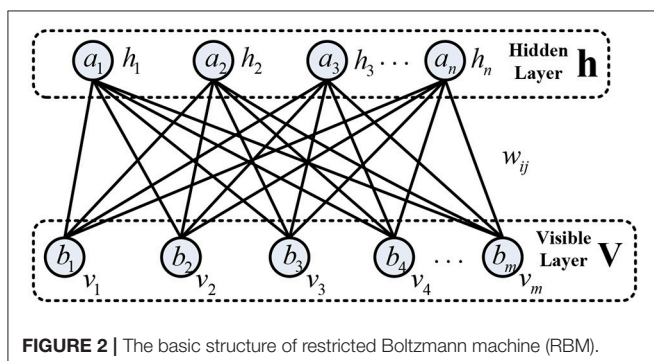 a1 h1 a2 h2 a3 h3 ··· an hn Hidden
Layer h
wij
b1 b2 b3 b4 ··· bm Visible
Layer V
v1 v2 v3 v4 vm
FIGURE 2 | The basic structure of restricted Boltzmann machine (RBM).